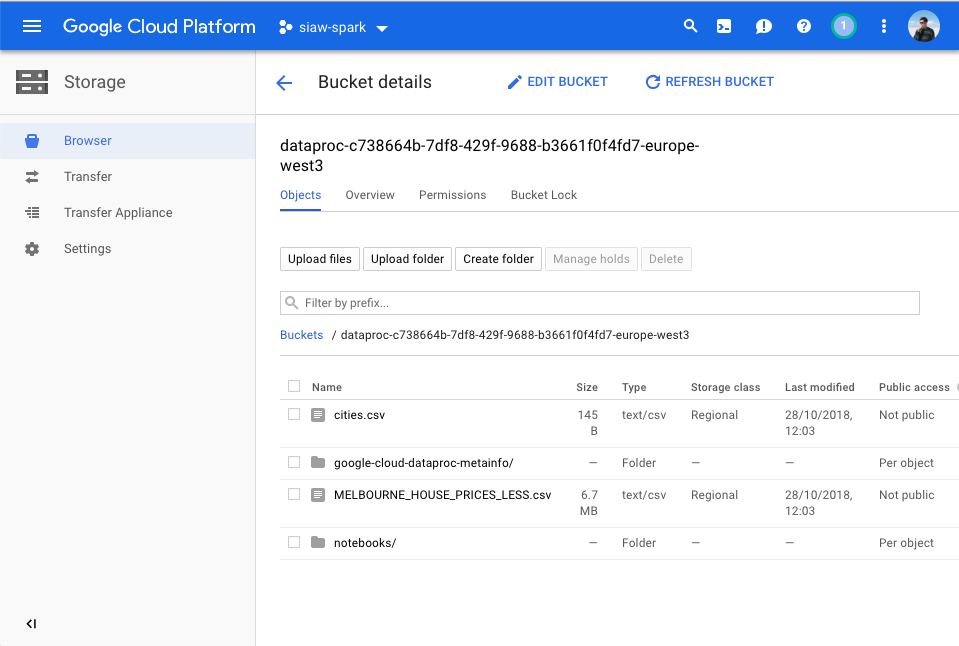 Google Cloud Platform siaw-spark 1
Storage
Bucket details EDIT BUCKET REFRESH BUCKET
Browser
Transfer
Transfer Appliance
Settings
dataproc-c738664b-7df8-429f-9688-b3661f0f4fd7-europe-
west3
Objects Overview Permissions Bucket Lock
Upload files Upload folder Create folder Manage holds Delete
Filter by prefix...
Buckets / dataproc-c738664b-7df8-429f-9688-b3661f0f4fd7-europe-west3
Name Size Type Storage class Last modified Public access
cities.csv 145 text/csv Regional 28/10/2018, Not public
B 12:03
google-cloud-dataproc-metainfo/ — Folder — — Per object
MELBOURNE_HOUSE_PRICES_LESS.csv 6.7 text/csv Regional 28/10/2018, Not public
MB 12:03
notebooks/ — Folder — — Per object